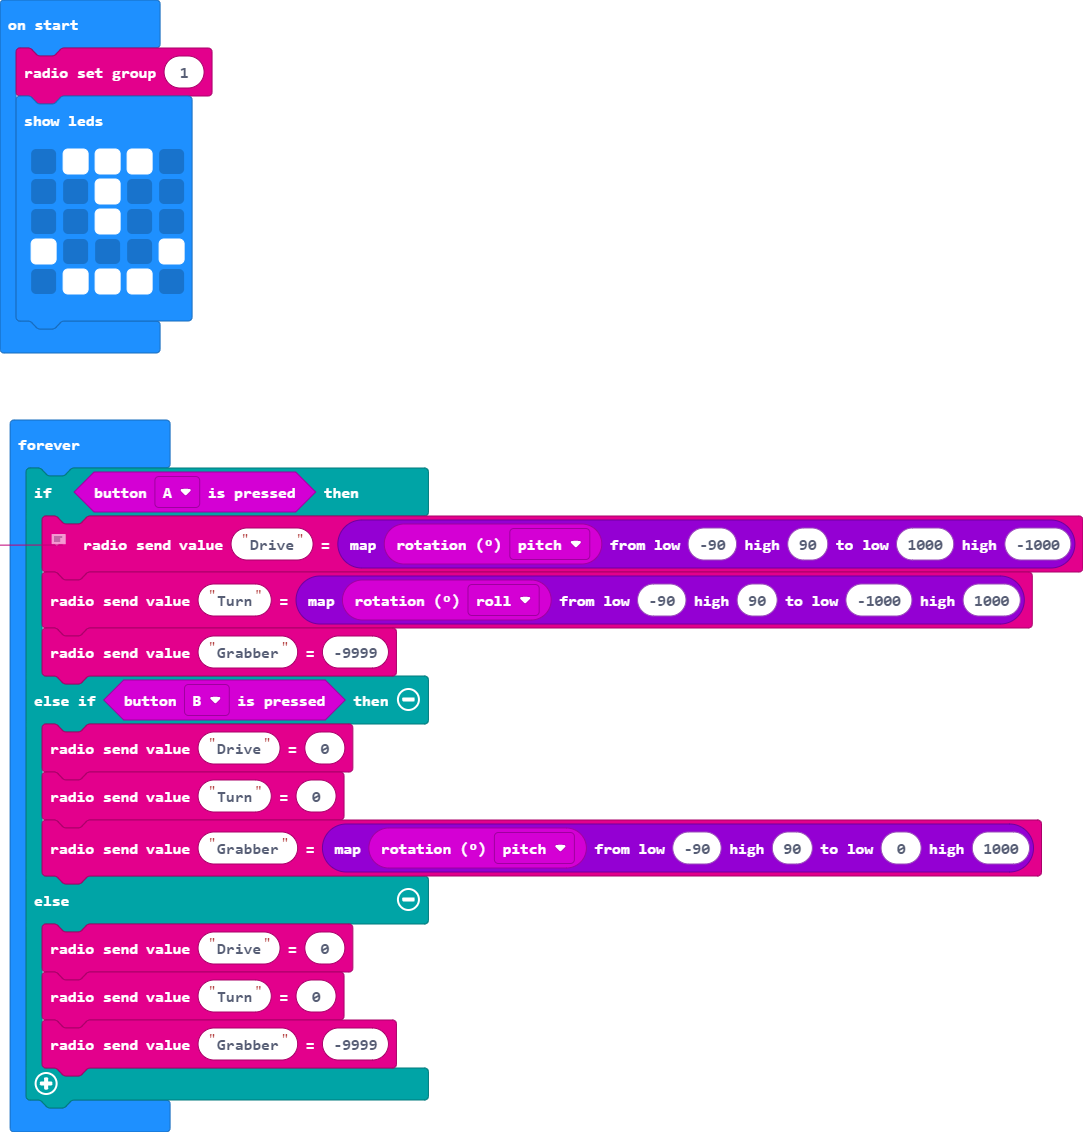 on start
radio set group 1
show leds
forever
if button A is pressed then
radio send value "Drive" = map rotation (º) pitch from low -90 high 90 to low 1000 high -1000
radio send value "Turn" = map rotation (º) roll from low -90 high 90 to low -1000 high 1000
radio send value "Grabber" = -9999
else if button B is pressed then
radio send value "Drive" = 0
radio send value "Turn" = 0
radio send value "Grabber" = map rotation (º) pitch from low -90 high 90 to low 0 high 1000
else
radio send value "Drive" = 0
radio send value "Turn" = 0
radio send value "Grabber" = -9999